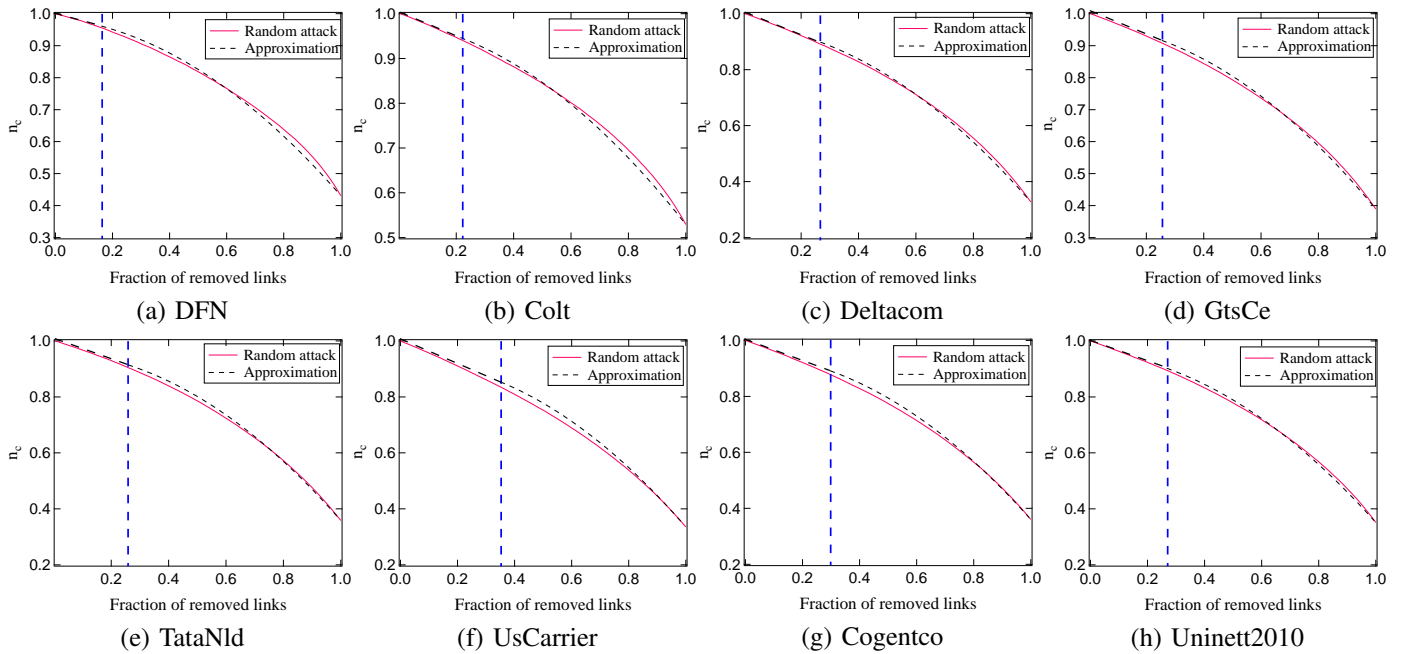 1.0
0.9
0.8
0.7
0.6
0.5
0.4
0.3
n_c
0.0 0.2 0.4 0.6 0.8 1.0
Fraction of removed links
Random attack
Approximation
(a) DFN
1.0
0.9
0.8
0.7
0.6
0.5
n_c
0.0 0.2 0.4 0.6 0.8 1.0
Fraction of removed links
Random attack
Approximation
(b) Colt
1.0
0.8
0.6
0.4
0.2
n_c
0.0 0.2 0.4 0.6 0.8 1.0
Fraction of removed links
Random attack
Approximation
(c) Deltacom
1.0
0.9
0.8
0.7
0.6
0.5
0.4
0.3
n_c
0.0 0.2 0.4 0.6 0.8 1.0
Fraction of removed links
Random attack
Approximation
(d) GtsCe
1.0
0.8
0.6
0.4
0.2
n_c
0.2 0.4 0.6 0.8 1.0
Fraction of removed links
Random attack
Approximation
(e) TataNld
1.0
0.8
0.6
0.4
0.2
n_c
0.0 0.2 0.4 0.6 0.8 1.0
Fraction of removed links
Random attack
Approximation
(f) UsCarrier
1.0
0.8
0.6
0.4
0.2
n_c
0.0 0.2 0.4 0.6 0.8 1.0
Fraction of removed links
Random attack
Approximation
(g) Cogentco
1.0
0.8
0.6
0.4
0.2
n_c
0.0 0.2 0.4 0.6 0.8 1.0
Fraction of removed links
Random attack
Approximation
(h) Uninett2010